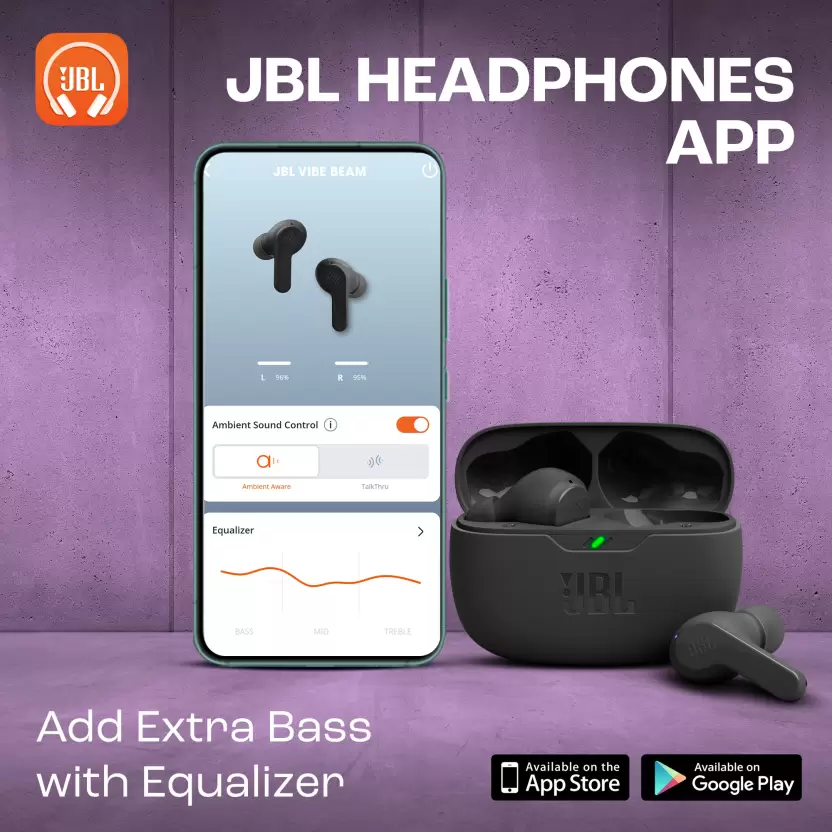 JBL
JBL HEADPHONES
APP
JBL VIBE BEAM
L 96%
R 95%
Ambient Sound Control i
Ambient Aware
TalkThru
Equalizer
BASS
MID
TREBLE
JBL
JBL
Add Extra Bass
with Equalizer
Available on the
App Store
Available on
Google Play